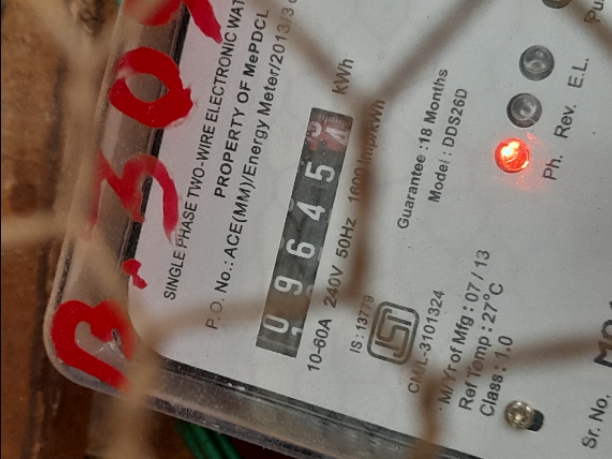 SINGLE PHASE TWO-WIRE ELECTRONIC WAT
PROPERTY OF MePDCL
P.O. No.: ACE(MM)/Energy Meter/2013/3
09645
kWh
10-60A 240V 50Hz 1600 Imp/kWh
IS: 13779
CM/L-3101324
Guarantee :18 Months
Model : DDS26D
M/Yr of Mfg : 07 / 13
Ref Temp : 27°C
Class : 1.0
Ph. Rev. E.L. Pu
Sr. No.